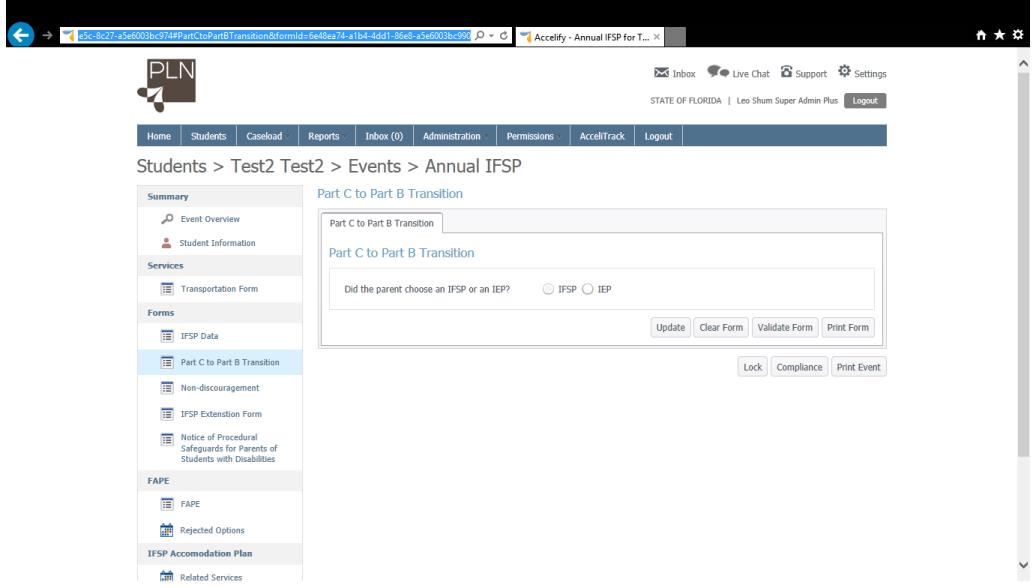 e5c-8c27-a5e6003bc974#PartCtoPartBTransition&formId=6e48ea74-a1b4-4dd1-86e8-a5e6003bc990
Accelify - Annual IFSP for T...
PLN
Inbox Live Chat Support Settings
STATE OF FLORIDA | Leo Shum Super Admin Plus Logout
Home Students Caseload Reports Inbox (0) Administration Permissions AcceliTrack Logout
Students > Test2 Test2 > Events > Annual IFSP
Summary
Event Overview
Student Information
Services
Transportation Form
Forms
IFSP Data
Part C to Part B Transition
Non-discouragement
IFSP Extenstion Form
Notice of Procedural
Safeguards for Parents of
Students with Disabilities
FAPE
FAPE
Rejected Options
IFSP Accomodation Plan
Related Services
Part C to Part B Transition
Part C to Part B Transition
Part C to Part B Transition
Did the parent choose an IFSP or an IEP? IFSP IEP
Update Clear Form Validate Form Print Form
Lock Compliance Print Event